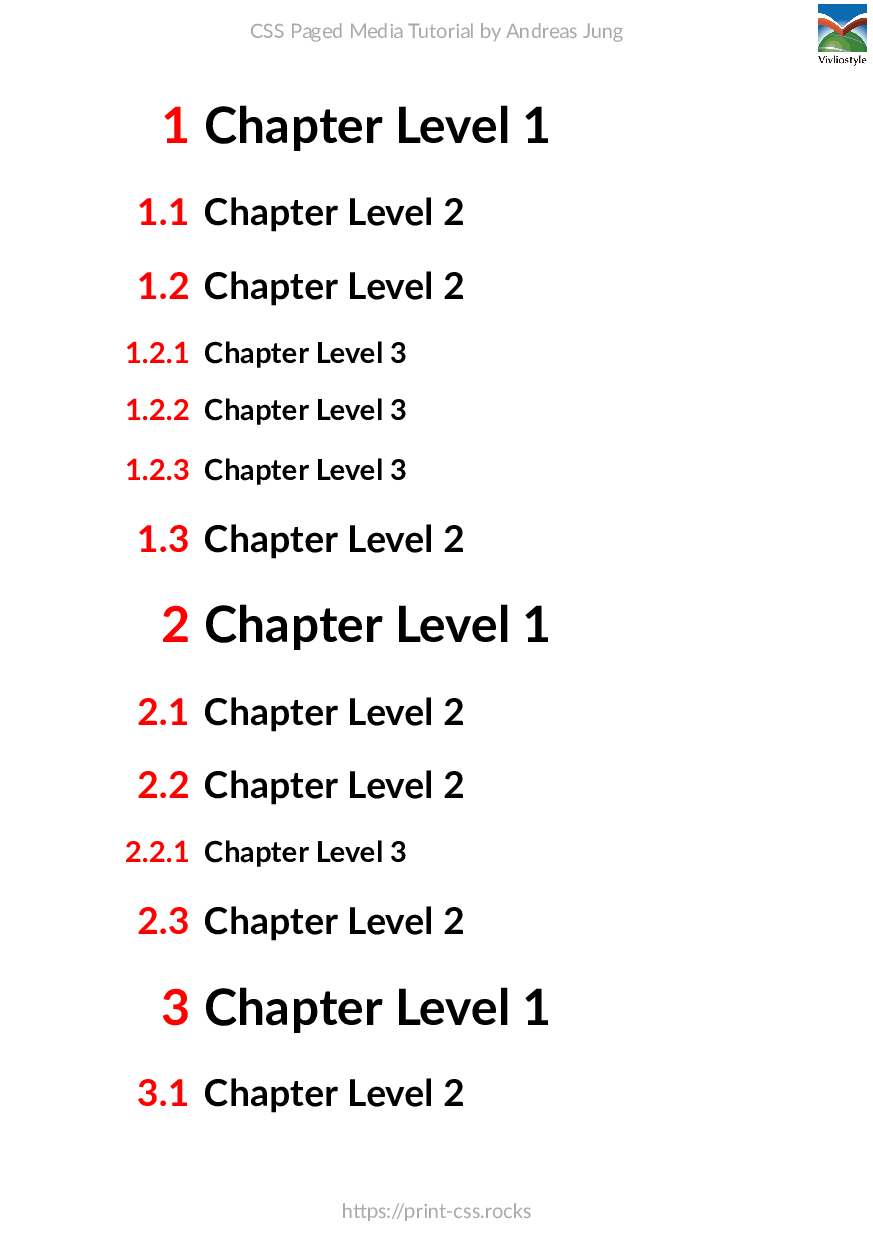 CSS Paged Media Tutorial by Andreas Jung
Vivliostyle
1 Chapter Level 1
1.1 Chapter Level 2
1.2 Chapter Level 2
1.2.1 Chapter Level 3
1.2.2 Chapter Level 3
1.2.3 Chapter Level 3
1.3 Chapter Level 2
2 Chapter Level 1
2.1 Chapter Level 2
2.2 Chapter Level 2
2.2.1 Chapter Level 3
2.3 Chapter Level 2
3 Chapter Level 1
3.1 Chapter Level 2
https://print-css.rocks